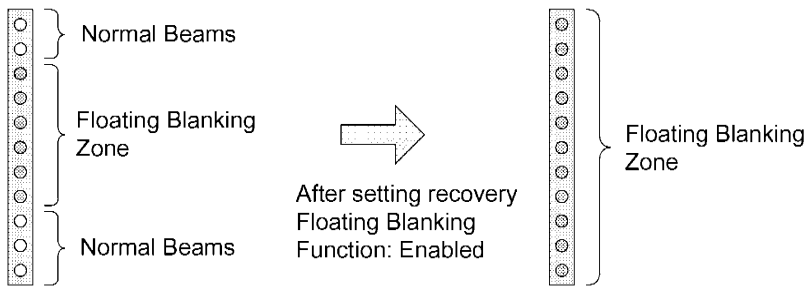 Normal Beams
Floating Blanking
Zone
Normal Beams
After setting recovery
Floating Blanking
Function: Enabled
Floating Blanking
Zone